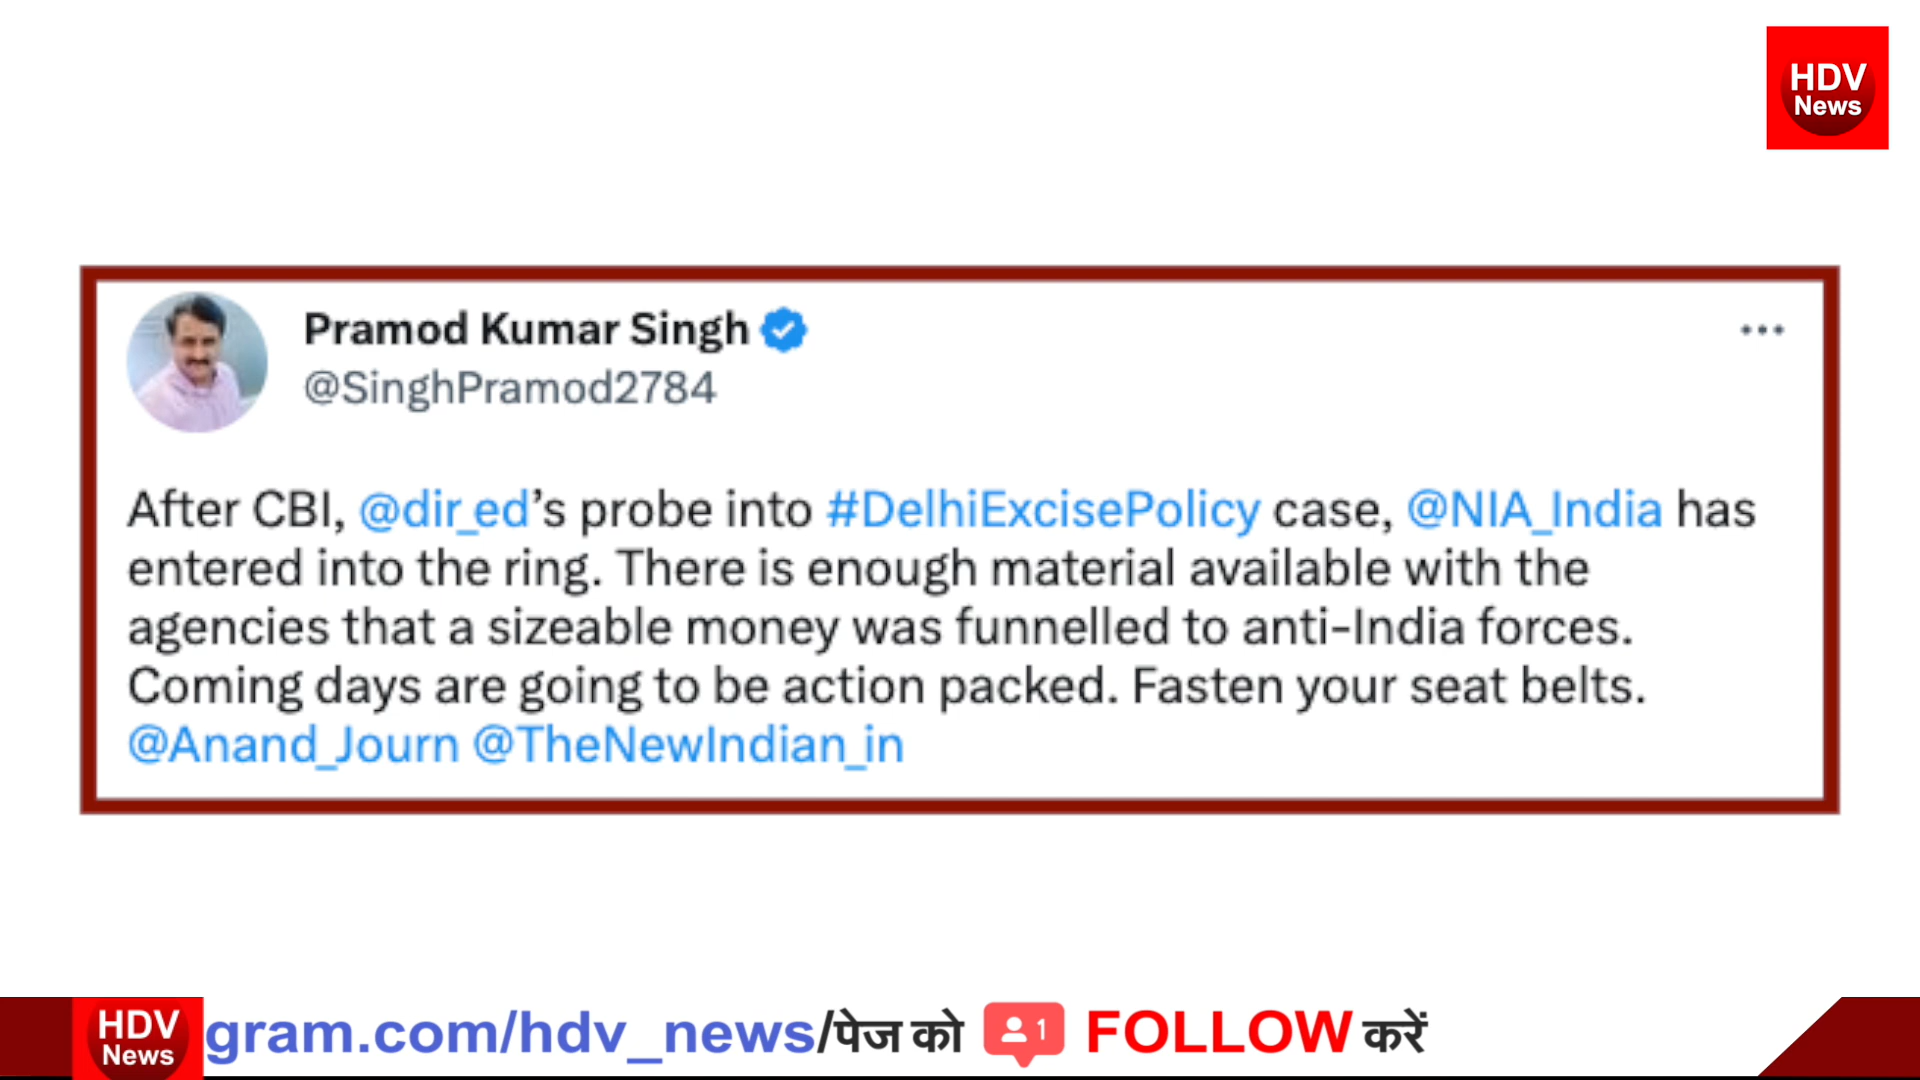 HDV
News
Pramod Kumar Singh
@SinghPramod2784
After CBI, @dir_ed’s probe into #DelhiExcisePolicy case, @NIA_India has
entered into the ring. There is enough material available with the
agencies that a sizeable money was funnelled to anti-India forces.
Coming days are going to be action packed. Fasten your seat belts.
@Anand_Journ @TheNewIndian_in
HDV
News
gram.com/hdv_news/पेज को 1 FOLLOW करें